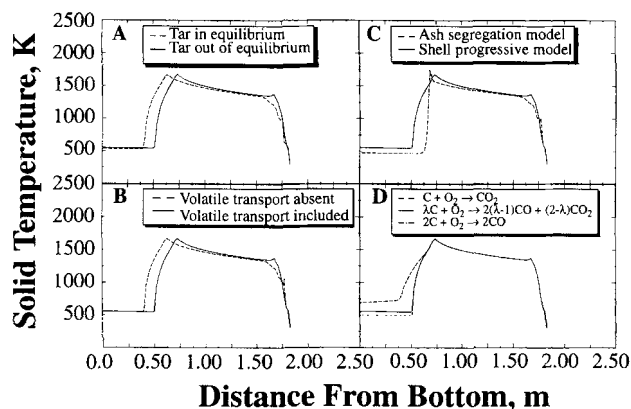 2500
A
Tar in equilibrium
Tar out of equilibrium
C
Ash segregation model
Shell progressive model
2000
1500
1000
500
2500
B
Volatile transport absent
Volatile transport included
D
C + O₂ → CO₂
λC + O₂ → 2(λ-1)CO + (2-λ)CO₂
2C + O₂ → 2CO
2000
1500
1000
500
Solid Temperature, K
0.0 0.50 1.00 1.50 2.00 2.50 0.50 1.00 1.50 2.00 2.50
Distance From Bottom, m